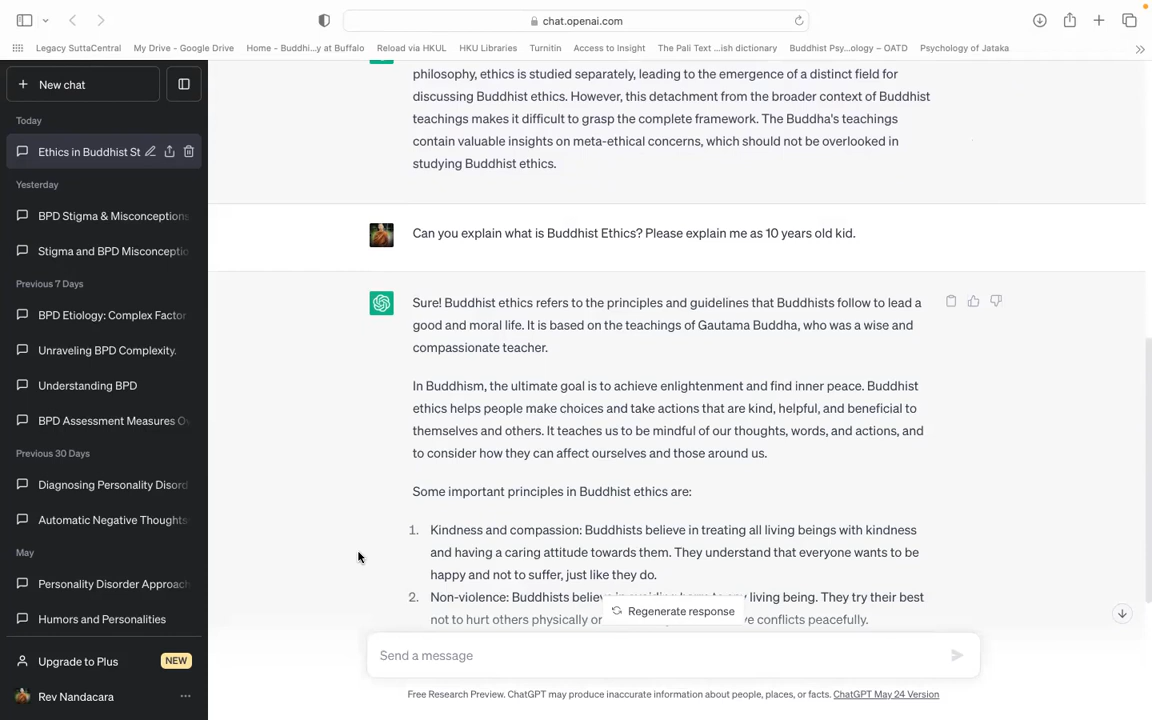 chat.openai.com
Legacy SuttaCentral
My Drive - Google Drive
Home - Buddhi...y at Buffalo
Reload via HKUL
HKU Libraries
Turnitin
Access to Insight
The Pali Text ...ish dictionary
Buddhist Psy...ology – OATD
Psychology of Jataka
New chat
Today
Ethics in Buddhist St
Yesterday
BPD Stigma & Misconceptions
Stigma and BPD Misconceptio
Previous 7 Days
BPD Etiology: Complex Factor
Unraveling BPD Complexity.
Understanding BPD
BPD Assessment Measures Ov
Previous 30 Days
Diagnosing Personality Disord
Automatic Negative Thoughts
May
Personality Disorder Approach
Humors and Personalities
Upgrade to Plus
NEW
Rev Nandacara
philosophy, ethics is studied separately, leading to the emergence of a distinct field for
discussing Buddhist ethics. However, this detachment from the broader context of Buddhist
teachings makes it difficult to grasp the complete framework. The Buddha's teachings
contain valuable insights on meta-ethical concerns, which should not be overlooked in
studying Buddhist ethics.
Can you explain what is Buddhist Ethics? Please explain me as 10 years old kid.
Sure! Buddhist ethics refers to the principles and guidelines that Buddhists follow to lead a
good and moral life. It is based on the teachings of Gautama Buddha, who was a wise and
compassionate teacher.
In Buddhism, the ultimate goal is to achieve enlightenment and find inner peace. Buddhist
ethics helps people make choices and take actions that are kind, helpful, and beneficial to
themselves and others. It teaches us to be mindful of our thoughts, words, and actions, and
to consider how they can affect ourselves and those around us.
Some important principles in Buddhist ethics are:
1. Kindness and compassion: Buddhists believe in treating all living beings with kindness
and having a caring attitude towards them. They understand that everyone wants to be
happy and not to suffer, just like they do.
2. Non-violence: Buddhists believe living being. They try their best
not to hurt others physically or conflicts peacefully.
Regenerate response
Send a message
Free Research Preview. ChatGPT may produce inaccurate information about people, places, or facts. ChatGPT May 24 Version